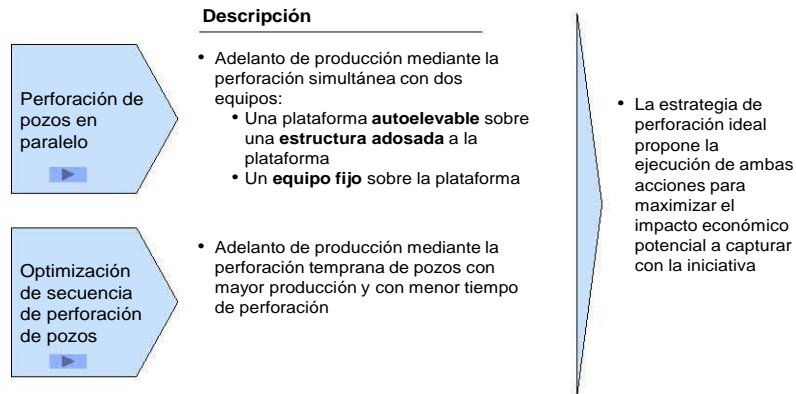 Descripción
Perforación de
pozos en
paralelo
• Adelanto de producción mediante la
perforación simultánea con dos
equipos:
• Una plataforma autoelevable sobre
una estructura adosada a la
plataforma
• Un equipo fijo sobre la plataforma
Optimización
de secuencia
de perforación
de pozos
• Adelanto de producción mediante la
perforación temprana de pozos con
mayor producción y con menor tiempo
de perforación
• La estrategia de
perforación ideal
propone la
ejecución de ambas
acciones para
maximizar el
impacto económico
potencial a capturar
con la iniciativa